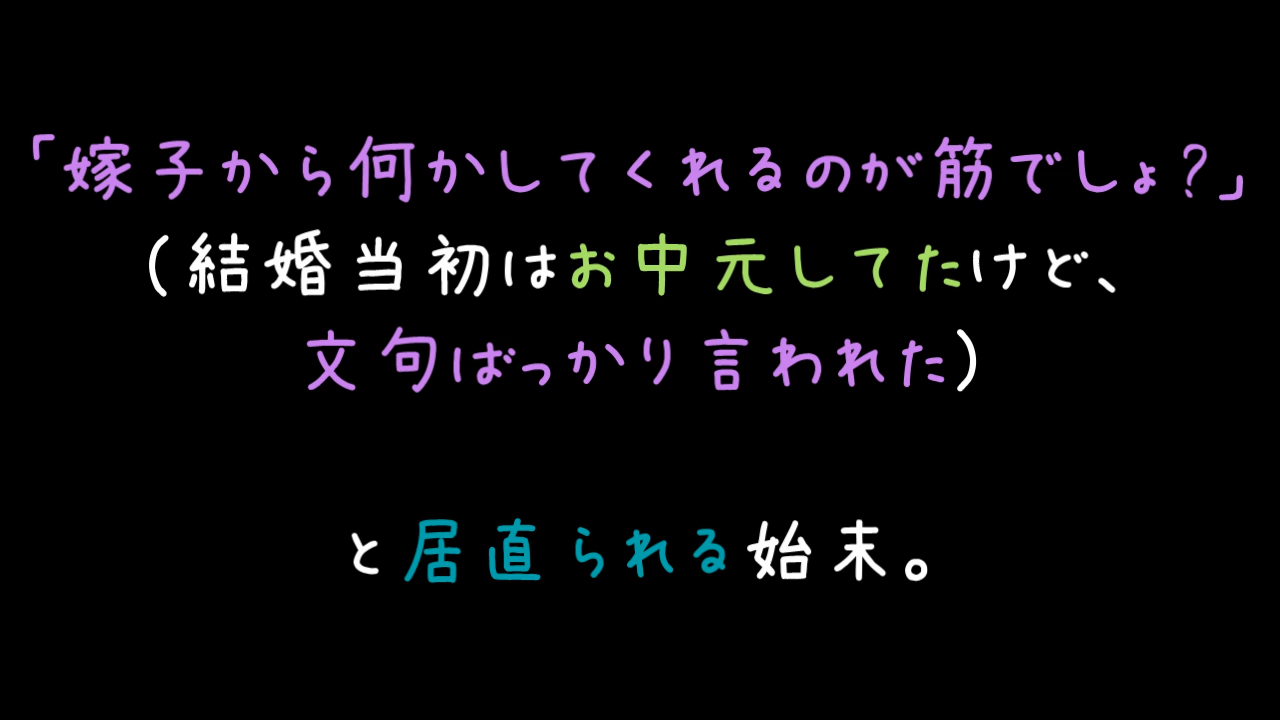 「嫁子から何かしてくれるのが筋でしょ？」
（結婚当初はお中元してたけど、
文句ばっかり言われた）
と居直られる始末。